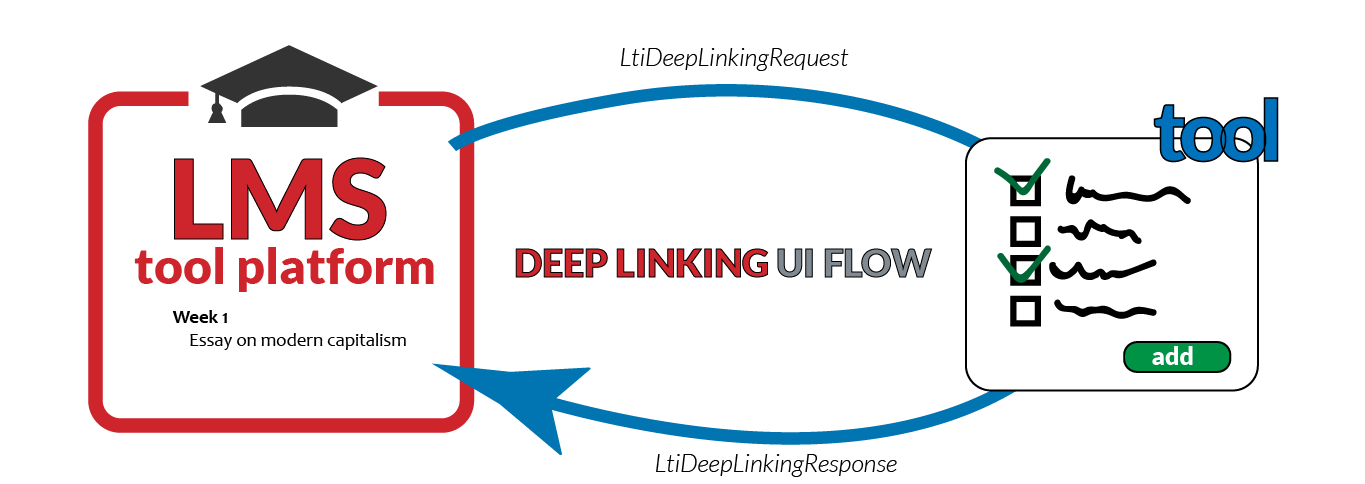 LtiDeepLinkingRequest
tool
LMS
tool platform
DEEP LINKING UI FLOW
Week 1
Essay on modern capitalism
add
LtiDeepLinkingResponse